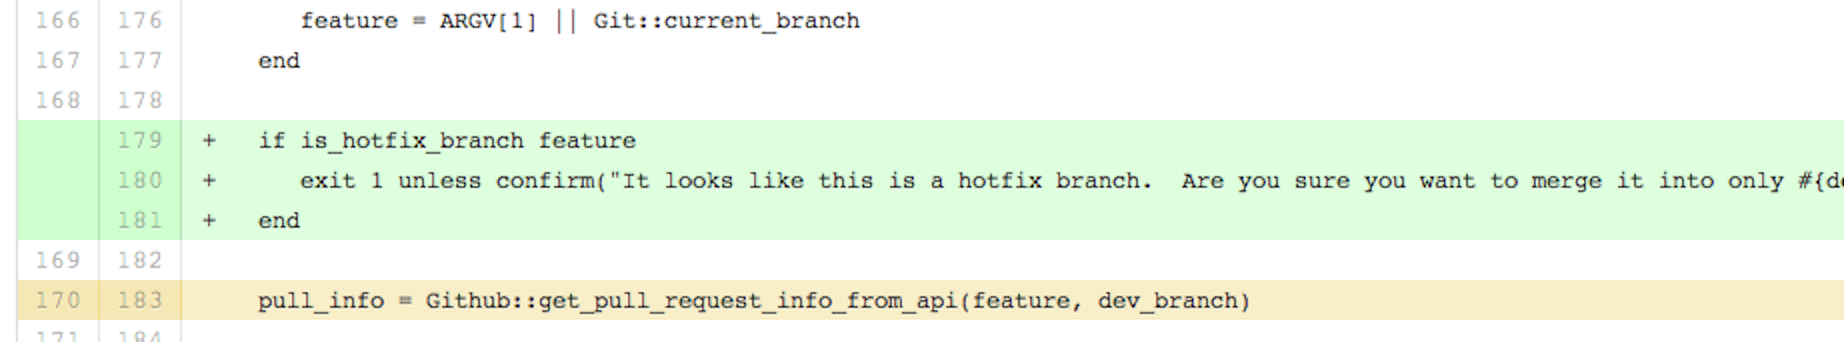 166 176 feature = ARGV[1] || Git::current_branch
167 177 end
168 178
179 + if is_hotfix_branch feature
180 + exit 1 unless confirm("It looks like this is a hotfix branch.  Are you sure you want to merge it into only #{d
181 + end
169 182
170 183 pull_info = Github::get_pull_request_info_from_api(feature, dev_branch)
171 184